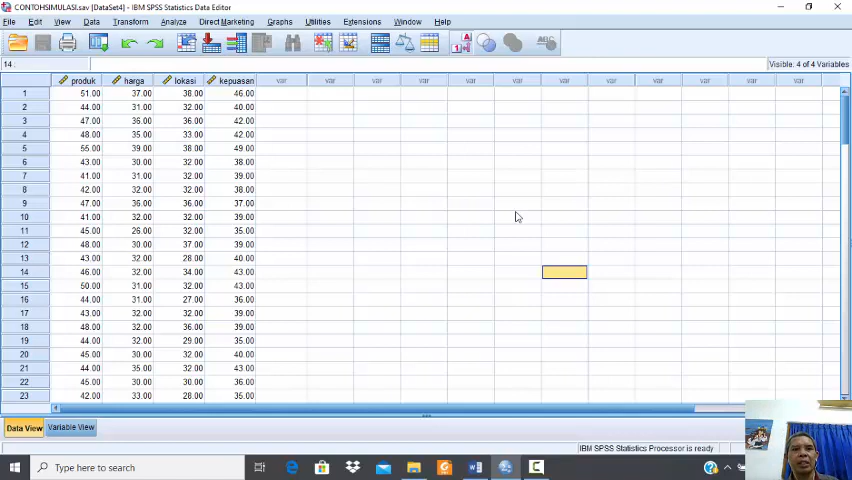 CONTOHSIMULASI.sav [DataSet4] - IBM SPSS Statistics Data Editor
File Edit View Data Transform Analyze Direct Marketing Graphs Utilities Extensions Window Help
14 :
Visible: 4 of 4 Variables
produk harga lokasi kepuasan var var var var var var var var var var var var
1 51.00 37.00 38.00 46.00
2 44.00 31.00 32.00 40.00
3 47.00 36.00 36.00 42.00
4 48.00 35.00 33.00 42.00
5 55.00 39.00 38.00 49.00
6 43.00 30.00 32.00 38.00
7 41.00 31.00 32.00 39.00
8 42.00 32.00 32.00 38.00
9 47.00 36.00 36.00 37.00
10 41.00 32.00 32.00 39.00
11 45.00 26.00 32.00 35.00
12 48.00 30.00 37.00 39.00
13 43.00 32.00 28.00 40.00
14 46.00 32.00 34.00 43.00
15 50.00 31.00 32.00 43.00
16 44.00 31.00 27.00 36.00
17 43.00 32.00 32.00 39.00
18 48.00 32.00 36.00 39.00
19 44.00 32.00 29.00 35.00
20 45.00 30.00 32.00 40.00
21 44.00 35.00 32.00 43.00
22 45.00 30.00 30.00 36.00
23 42.00 33.00 28.00 35.00
Data View Variable View
IBM SPSS Statistics Processor is ready
Type here to search